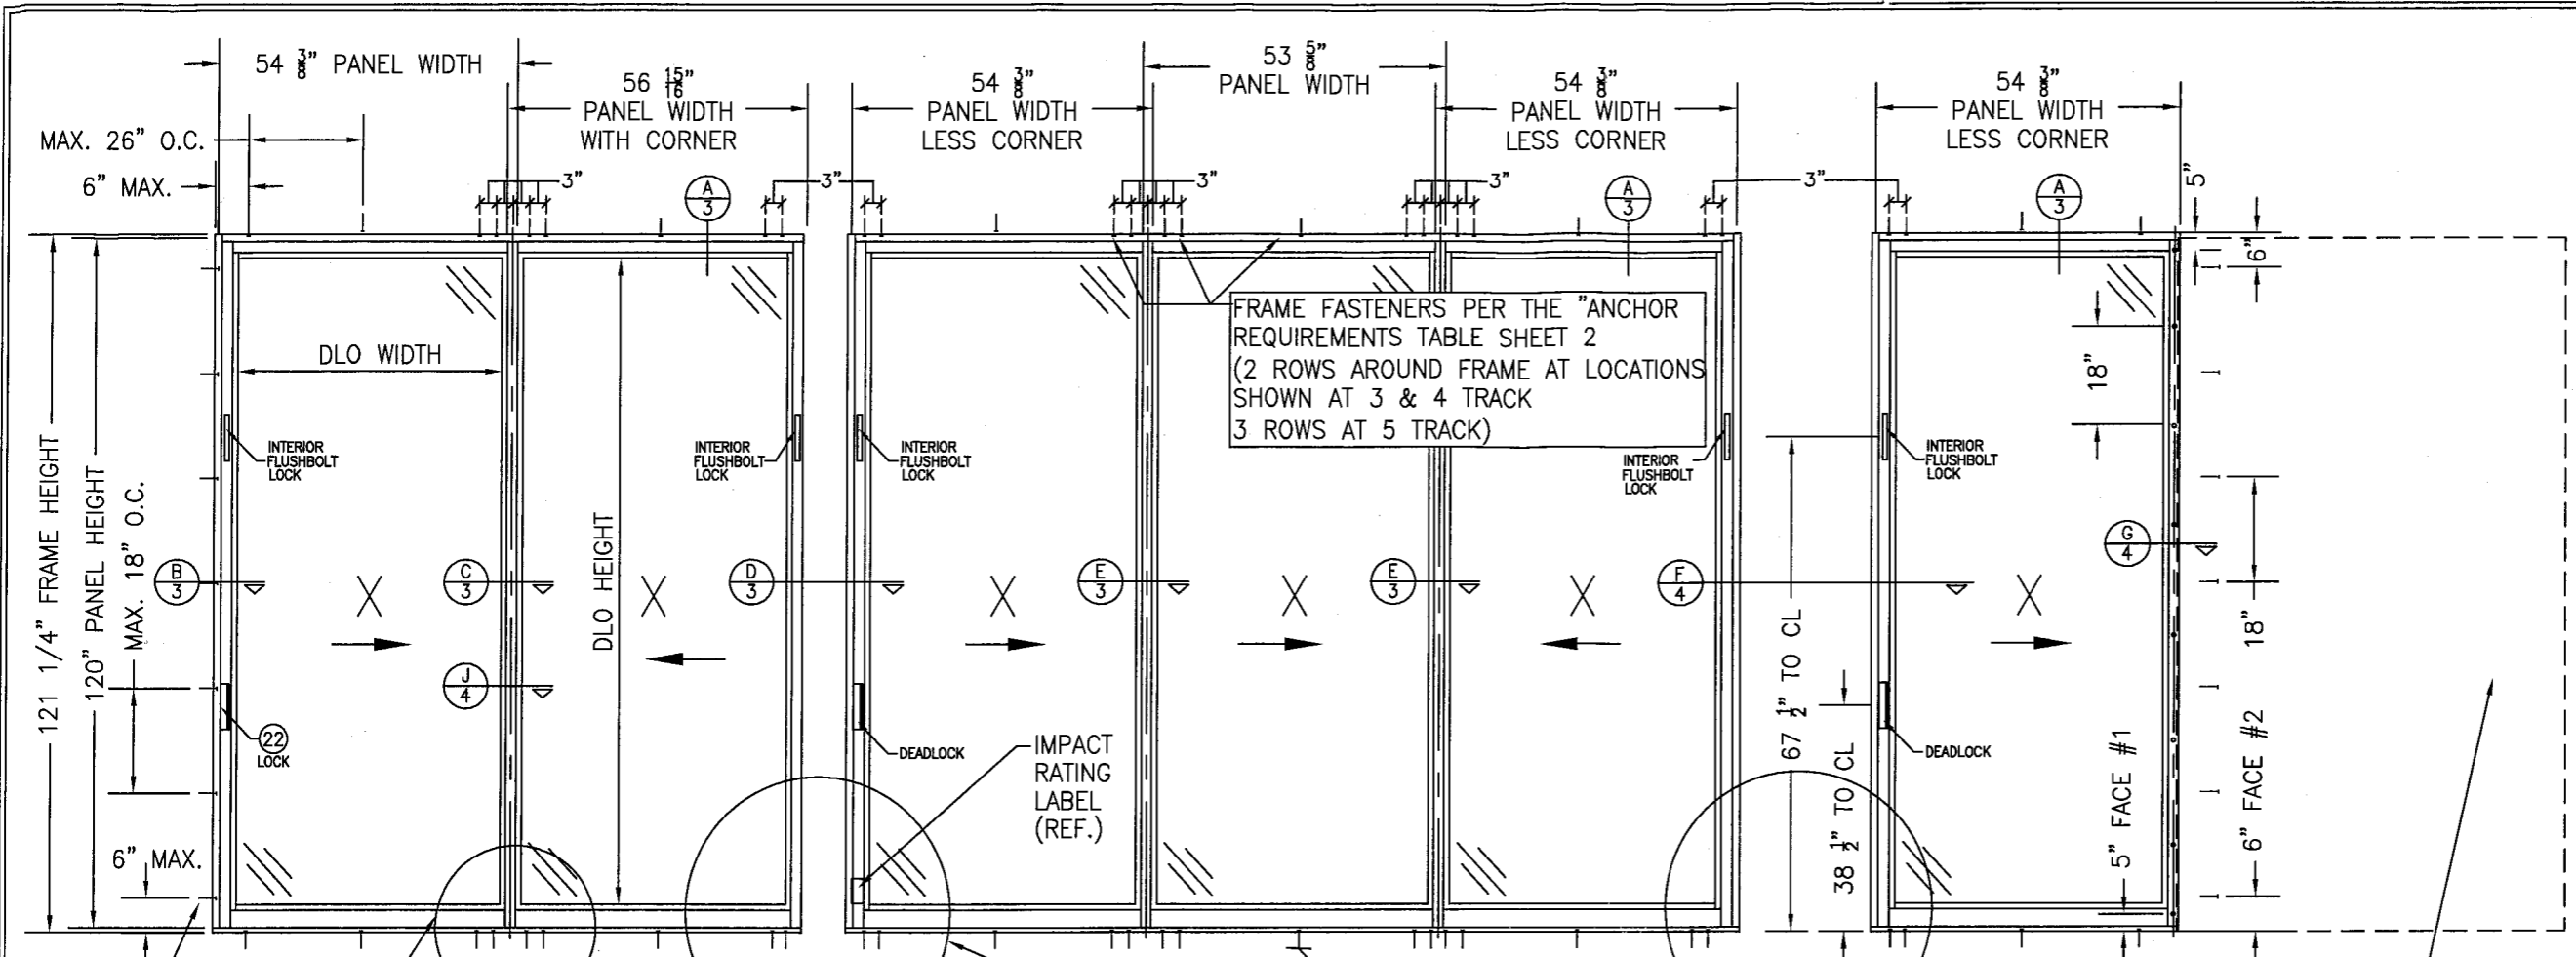 54 3/8" PANEL WIDTH
56 15/16"
PANEL WIDTH
WITH CORNER
54 3/8"
PANEL WIDTH
LESS CORNER
53 5/8"
PANEL WIDTH
54 3/8"
PANEL WIDTH
LESS CORNER
54 3/8"
PANEL WIDTH
LESS CORNER
MAX. 26" O.C.
6" MAX.
3"
A
3
3"
3"
3"
A
3
3"
A
3
5"
6"
FRAME FASTENERS PER THE "ANCHOR
REQUIREMENTS TABLE SHEET 2
(2 ROWS AROUND FRAME AT LOCATIONS
SHOWN AT 3 & 4 TRACK
3 ROWS AT 5 TRACK)
DLO WIDTH
18"
INTERIOR
FLUSHBOLT
LOCK
INTERIOR
FLUSHBOLT
LOCK
INTERIOR
FLUSHBOLT
LOCK
INTERIOR
FLUSHBOLT
LOCK
INTERIOR
FLUSHBOLT
LOCK
121 1/4" FRAME HEIGHT
120" PANEL HEIGHT
MAX. 18" O.C.
DLO HEIGHT
B
3
C
3
D
3
E
3
E
3
F
4
G
4
X
X
X
X
X
X
J
4
22
LOCK
DEADLOCK
IMPACT
RATING
LABEL
(REF.)
67 1/2" TO CL
38 1/2" TO CL
DEADLOCK
5" FACE #1
18"
6" FACE #2
6" MAX.